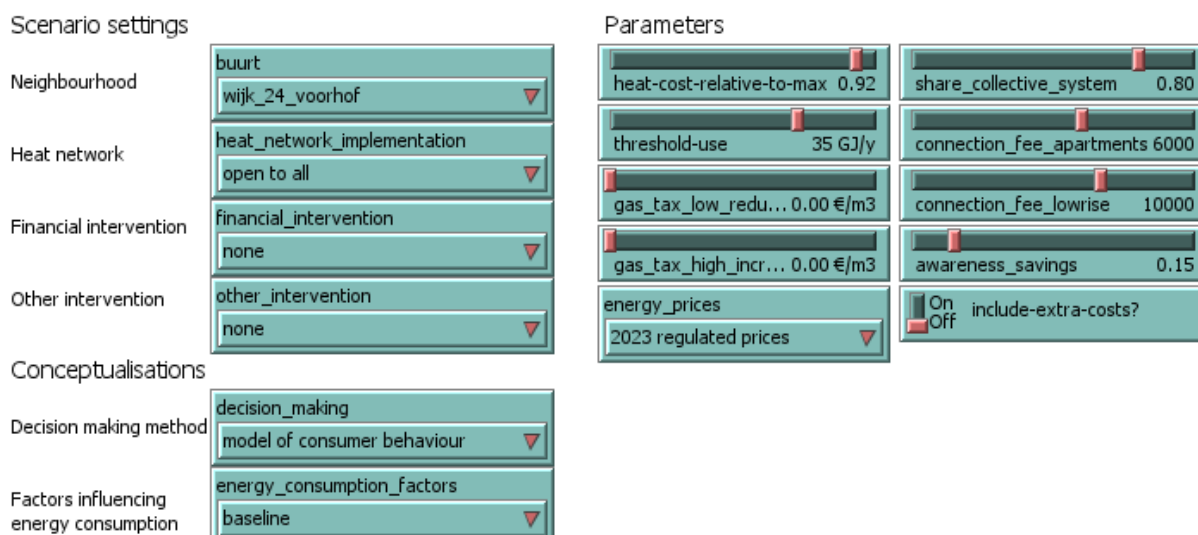 Scenario settings
Neighbourhood
buurt
wijk_24_voorhof
Heat network
heat_network_implementation
open to all
Financial intervention
financial_intervention
none
Other intervention
other_intervention
none
Conceptualisations
Decision making method
decision_making
model of consumer behaviour
Factors influencing
energy consumption
energy_consumption_factors
baseline
Parameters
heat-cost-relative-to-max 0.92
threshold-use 35 GJ/y
gas_tax_low_redu... 0.00 €/m3
gas_tax_high_incr... 0.00 €/m3
energy_prices
2023 regulated prices
share_collective_system 0.80
connection_fee_apartments 6000
connection_fee_lowrise 10000
awareness_savings 0.15
On
Off
include-extra-costs?